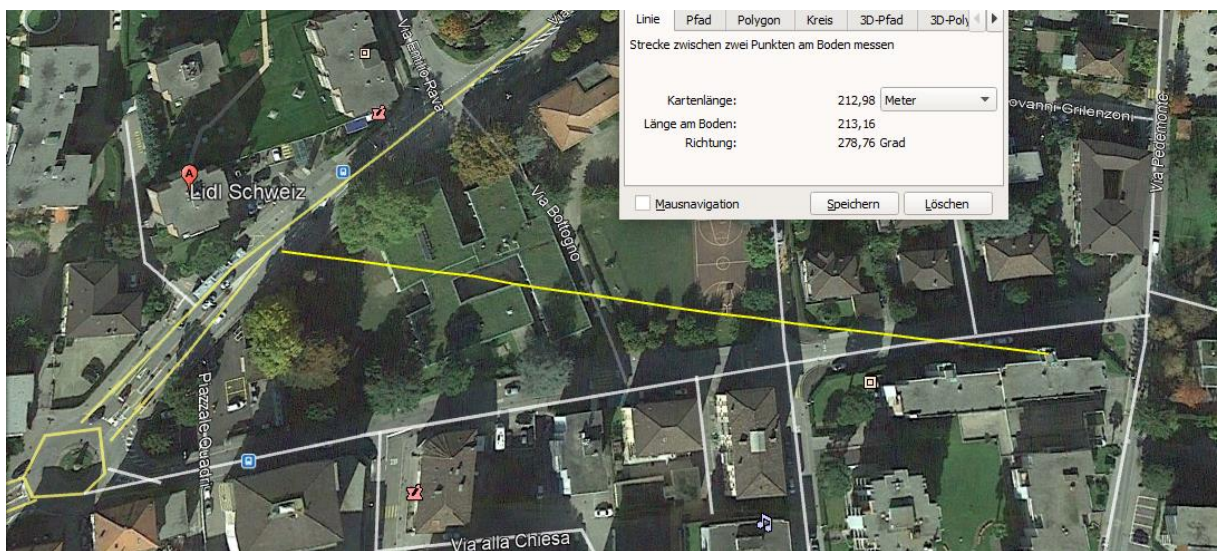 Linie Pfad Polygon Kreis 3D-Pfad 3D-Poly
Strecke zwischen zwei Punkten am Boden messen
Kartenlänge: 212,98 Meter
Länge am Boden: 213,16
Richtung: 278,76 Grad
Mausnavigation Speichern Löschen
Via Emilio Rava
ovanni Grilenzoni
Via Pedemonte
A
Lidl Schweiz
Via Bottogno
Piazzale Quadri
Via alla Chiesa